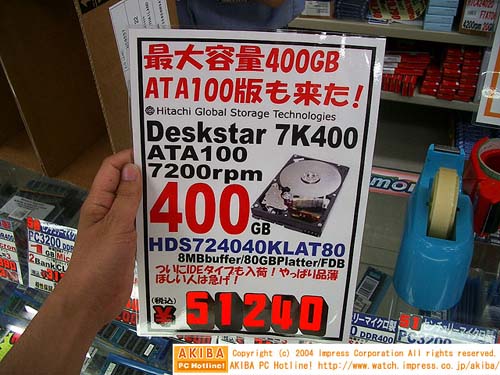 最大容量400GB
ATA100版も来た!
©Hitachi Global Storage Technologies
Deskstar 7K400
ATA100
7200rpm
400GB
HDS724040KLAT80
8MBbuffer/80GBPlatter/FDB
ついにIDEタイプも入荷!やっぱり品薄
ほしい人は急げ!
(税込)
¥51240
PC3200
DDR400
AKIBA
PC Hotline!
Copyright (c) 2004 impress Corporation All rights reserved.
AKIBA PC Hotline! http://www.watch.impress.co.jp/akiba/